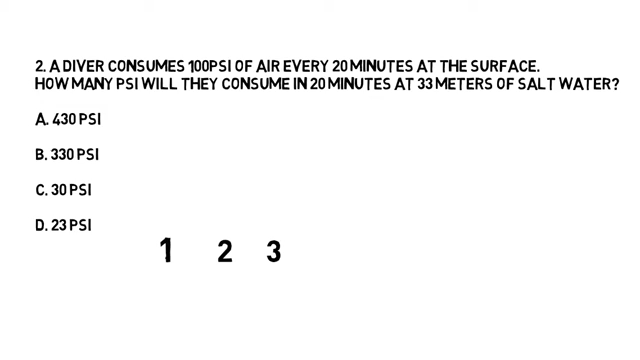 2. A DIVER CONSUMES 100PSI OF AIR EVERY 20 MINUTES AT THE SURFACE.
HOW MANY PSI WILL THEY CONSUME IN 20 MINUTES AT 33 METERS OF SALT WATER?
A. 430 PSI
B. 330 PSI
C. 30 PSI
D. 23 PSI
1 2 3